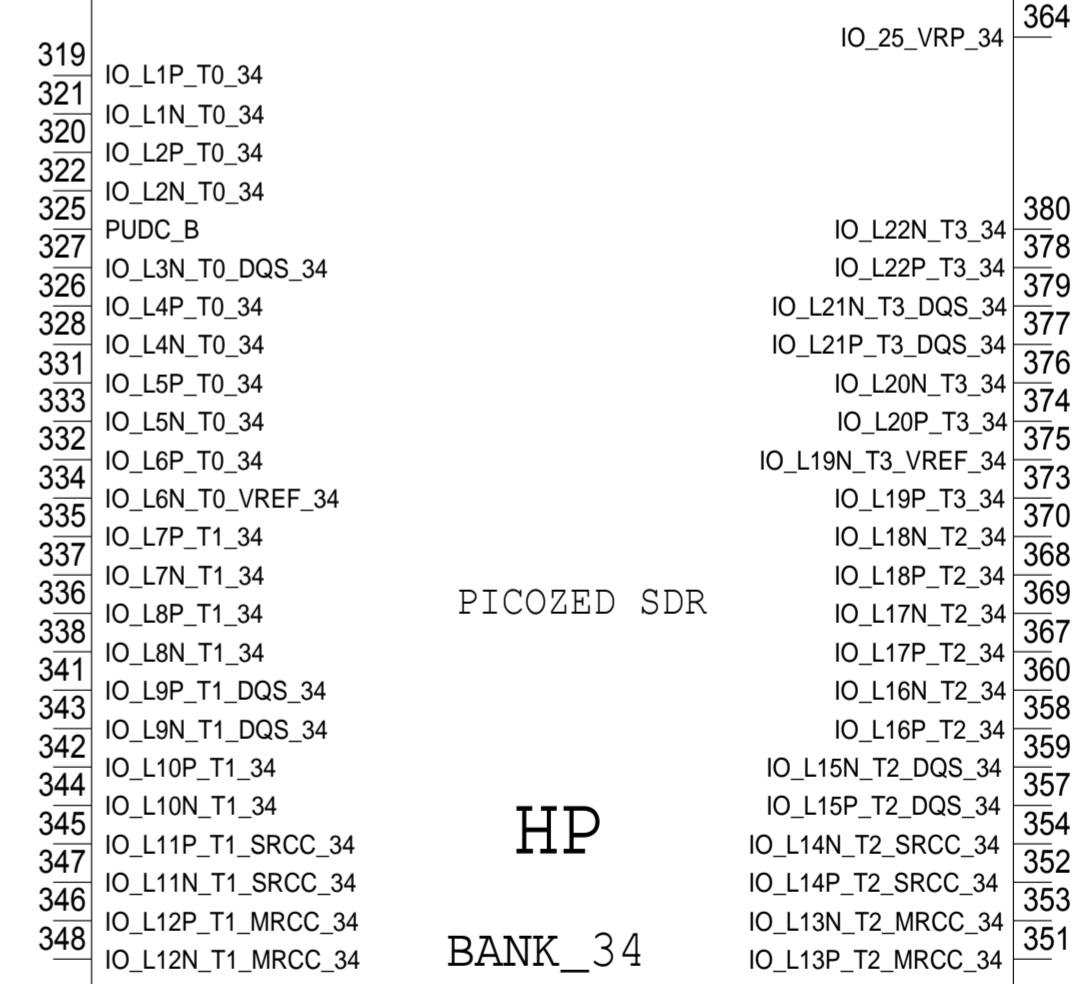 364
IO_25_VRP_34
319
IO_L1P_T0_34
321
IO_L1N_T0_34
320
IO_L2P_T0_34
322
IO_L2N_T0_34
325
PUDC_B
327
IO_L3N_T0_DQS_34
326
IO_L4P_T0_34
328
IO_L4N_T0_34
331
IO_L5P_T0_34
333
IO_L5N_T0_34
332
IO_L6P_T0_34
334
IO_L6N_T0_VREF_34
335
IO_L7P_T1_34
337
IO_L7N_T1_34
336
IO_L8P_T1_34
338
IO_L8N_T1_34
341
IO_L9P_T1_DQS_34
343
IO_L9N_T1_DQS_34
342
IO_L10P_T1_34
344
IO_L10N_T1_34
345
IO_L11P_T1_SRCC_34
347
IO_L11N_T1_SRCC_34
346
IO_L12P_T1_MRCC_34
348
IO_L12N_T1_MRCC_34
PICOZED SDR
HP
BANK_34
380
IO_L22N_T3_34
378
IO_L22P_T3_34
379
IO_L21N_T3_DQS_34
377
IO_L21P_T3_DQS_34
376
IO_L20N_T3_34
374
IO_L20P_T3_34
375
IO_L19N_T3_VREF_34
373
IO_L19P_T3_34
370
IO_L18N_T2_34
368
IO_L18P_T2_34
369
IO_L17N_T2_34
367
IO_L17P_T2_34
360
IO_L16N_T2_34
358
IO_L16P_T2_34
359
IO_L15N_T2_DQS_34
357
IO_L15P_T2_DQS_34
354
IO_L14N_T2_SRCC_34
352
IO_L14P_T2_SRCC_34
353
IO_L13N_T2_MRCC_34
351
IO_L13P_T2_MRCC_34